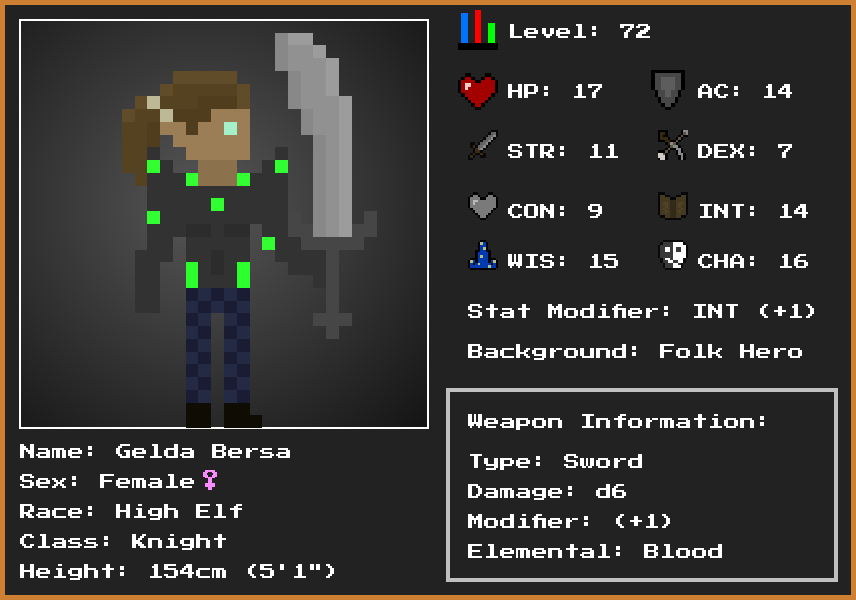 Level: 72
HP: 17 AC: 14
STR: 11 DEX: 7
CON: 9 INT: 14
WIS: 15 CHA: 16
Stat Modifier: INT (+1)
Background: Folk Hero
Name: Gelda Bersa
Sex: Female♀
Race: High Elf
Class: Knight
Height: 154cm (5'1")
Weapon Information:
Type: Sword
Damage: d6
Modifier: (+1)
Elemental: Blood